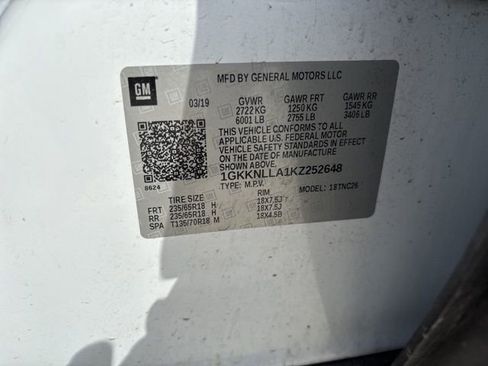 GM
MFD BY GENERAL MOTORS LLC
03/19 GVWR GAWR FRT GAWR RR
2722 KG 1250 KG 1545 KG
6001 LB 2755 LB 3406 LB
THIS VEHICLE CONFORMS TO ALL
APPLICABLE U.S. FEDERAL MOTOR
VEHICLE SAFETY STANDARDS IN EFFECT
ON THE DATE OF MANUFACTURE
SHOWN ABOVE.
1GKKNLLA1KZ252648
8624 TYPE: M.P.V. MODEL: 1STNC26
TIRE SIZE RIM
FRT 235/65R18 H 18X7.5J
RR 235/65R18 H 18X7.5J
SPA T135/70R18 M 18X4.5B